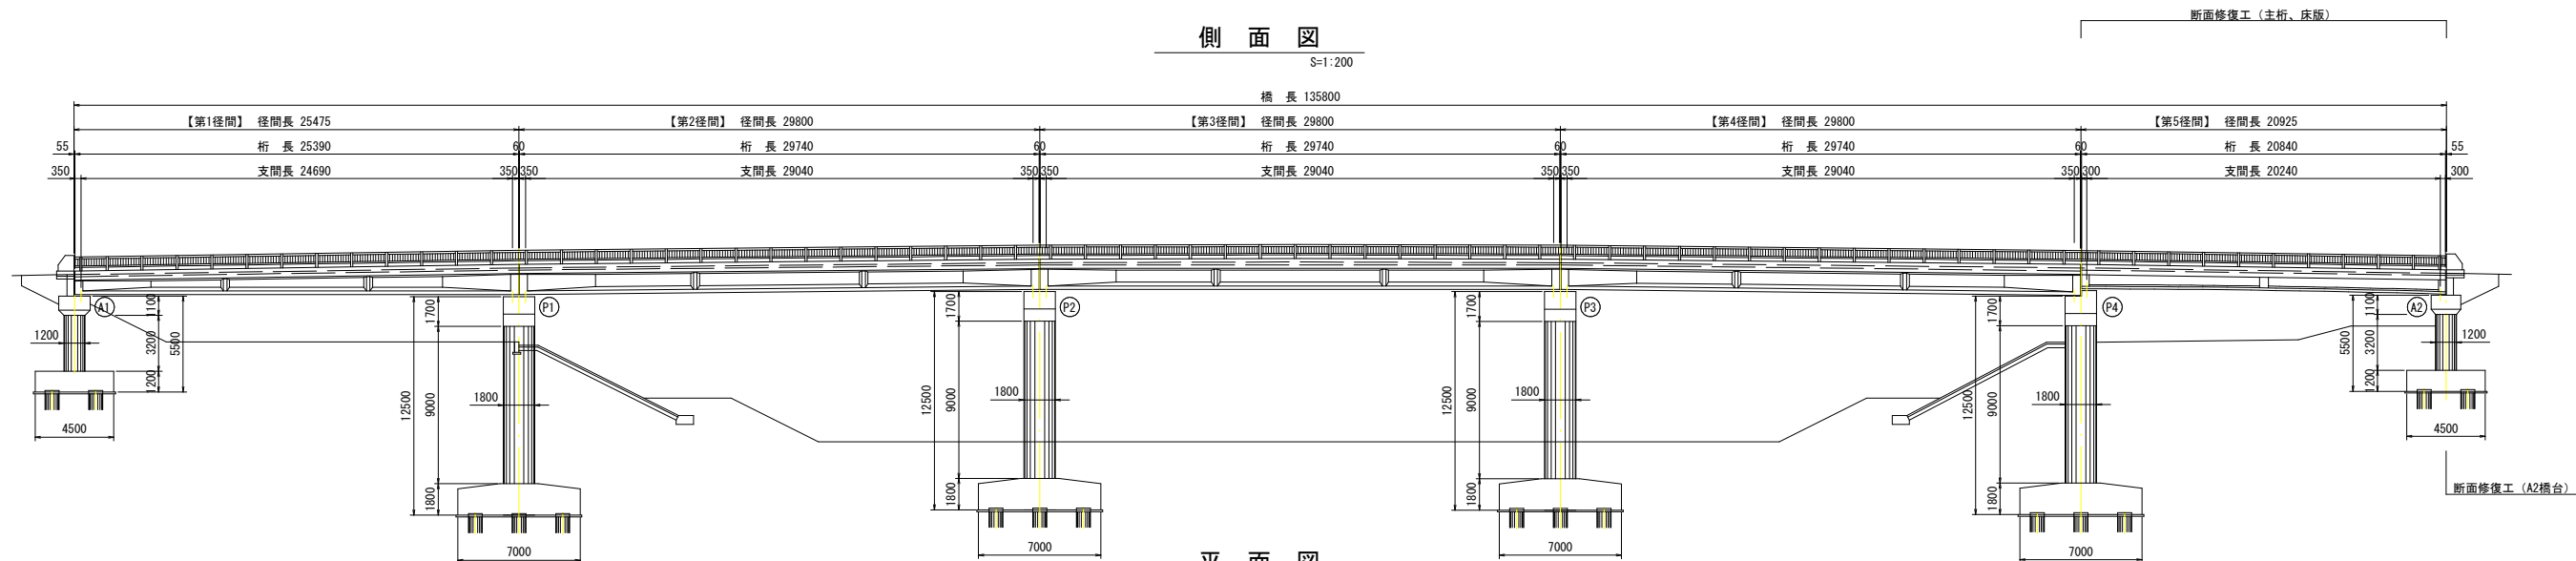 断面修復工（主桁、床版）
側　面　図
S=1:200
橋　長 135800
【第1径間】　径間長 25475
【第2径間】　径間長 29800
【第3径間】　径間長 29800
【第4径間】　径間長 29800
【第5径間】　径間長 20925
55 桁　長 25390 60 桁　長 29740 60 桁　長 29740 60 桁　長 29740 60 桁　長 20840 55
350 支間長 24690 350 350 支間長 29040 350 350 支間長 29040 350 350 支間長 29040 350 300 支間長 20240 300
A1 P1 P2 P3 P4 A2
1200 1100 3200 1200 5500
4500
1700 9000 1800 12500
1800
7000
1700 9000 1800 12500
1800
7000
1700 9000 1800 12500
1800
7000
1700 9000 1800 12500
1800
7000
1100 3200 1200 5500
1200
4500
断面修復工（A2橋台）
平　面　図